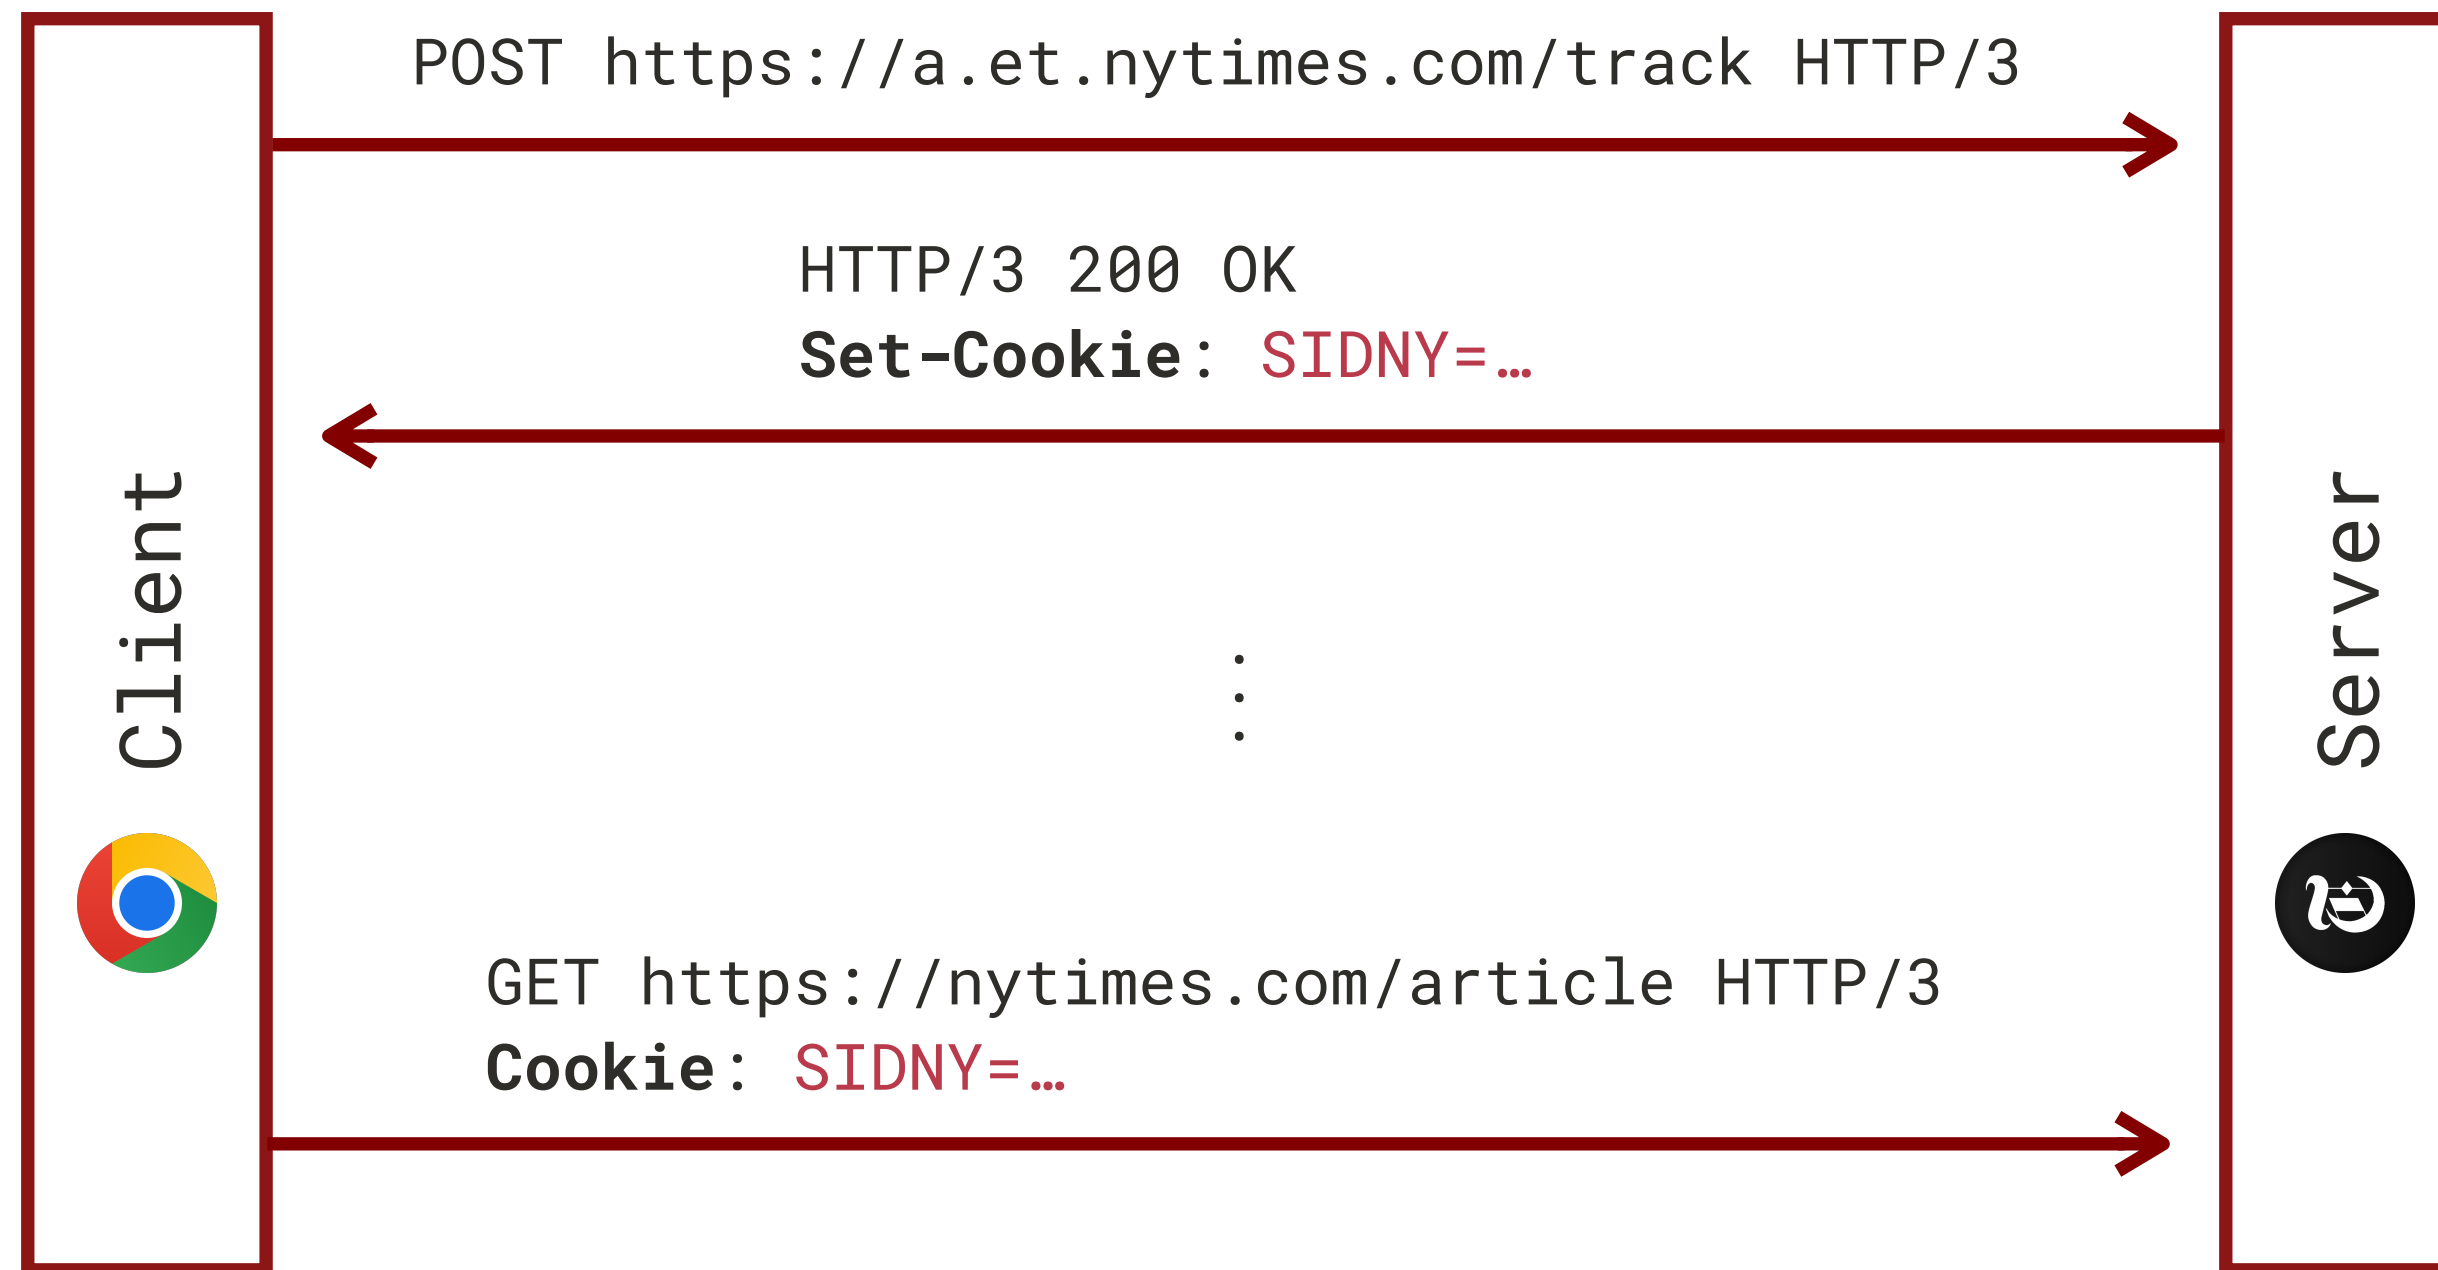 POST https://a.et.nytimes.com/track HTTP/3
HTTP/3 200 OK
Set-Cookie: SIDNY=…
Client
Server
GET https://nytimes.com/article HTTP/3
Cookie: SIDNY=…